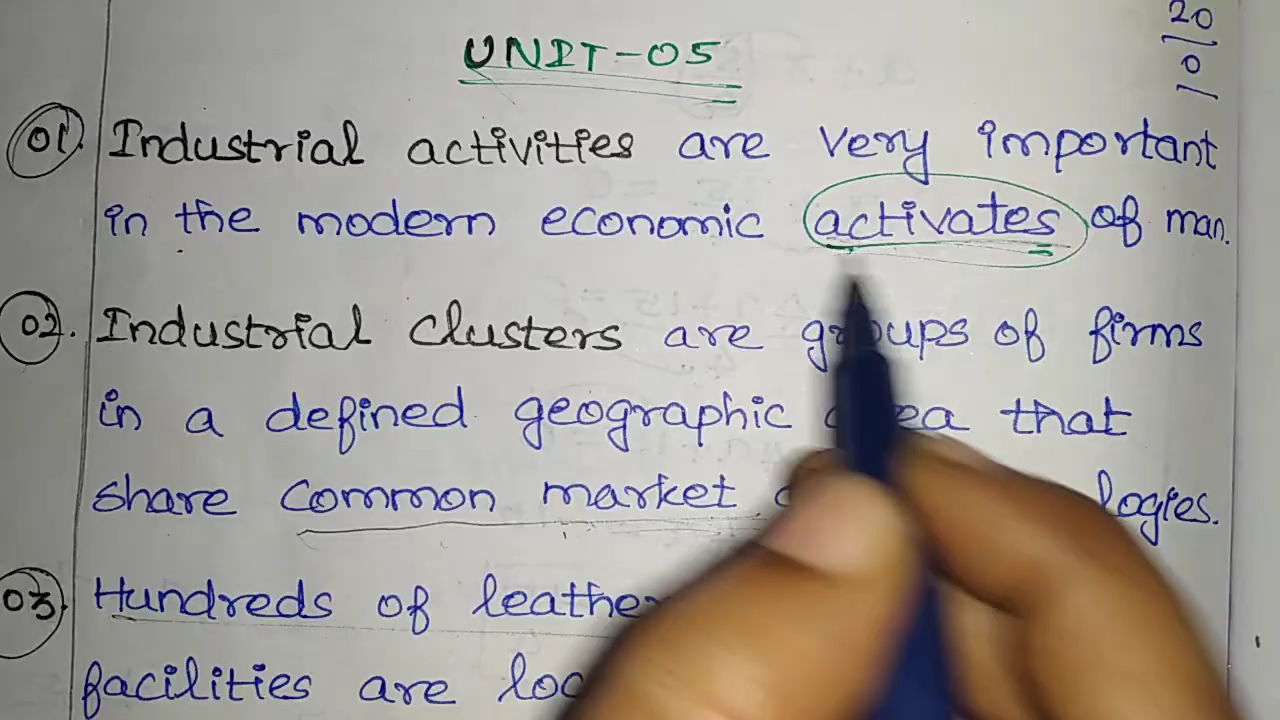 UNIT-05
20/01
01. Industrial activities are very important
in the modern economic activates of man.
02. Industrial Clusters are groups of firms
in a defined geographic area that
share common market logies.
03. Hundreds of leather
facilities are loc